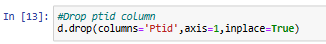 In [13]: #Drop ptid column
d.drop(columns='Ptid',axis=1,inplace=True)